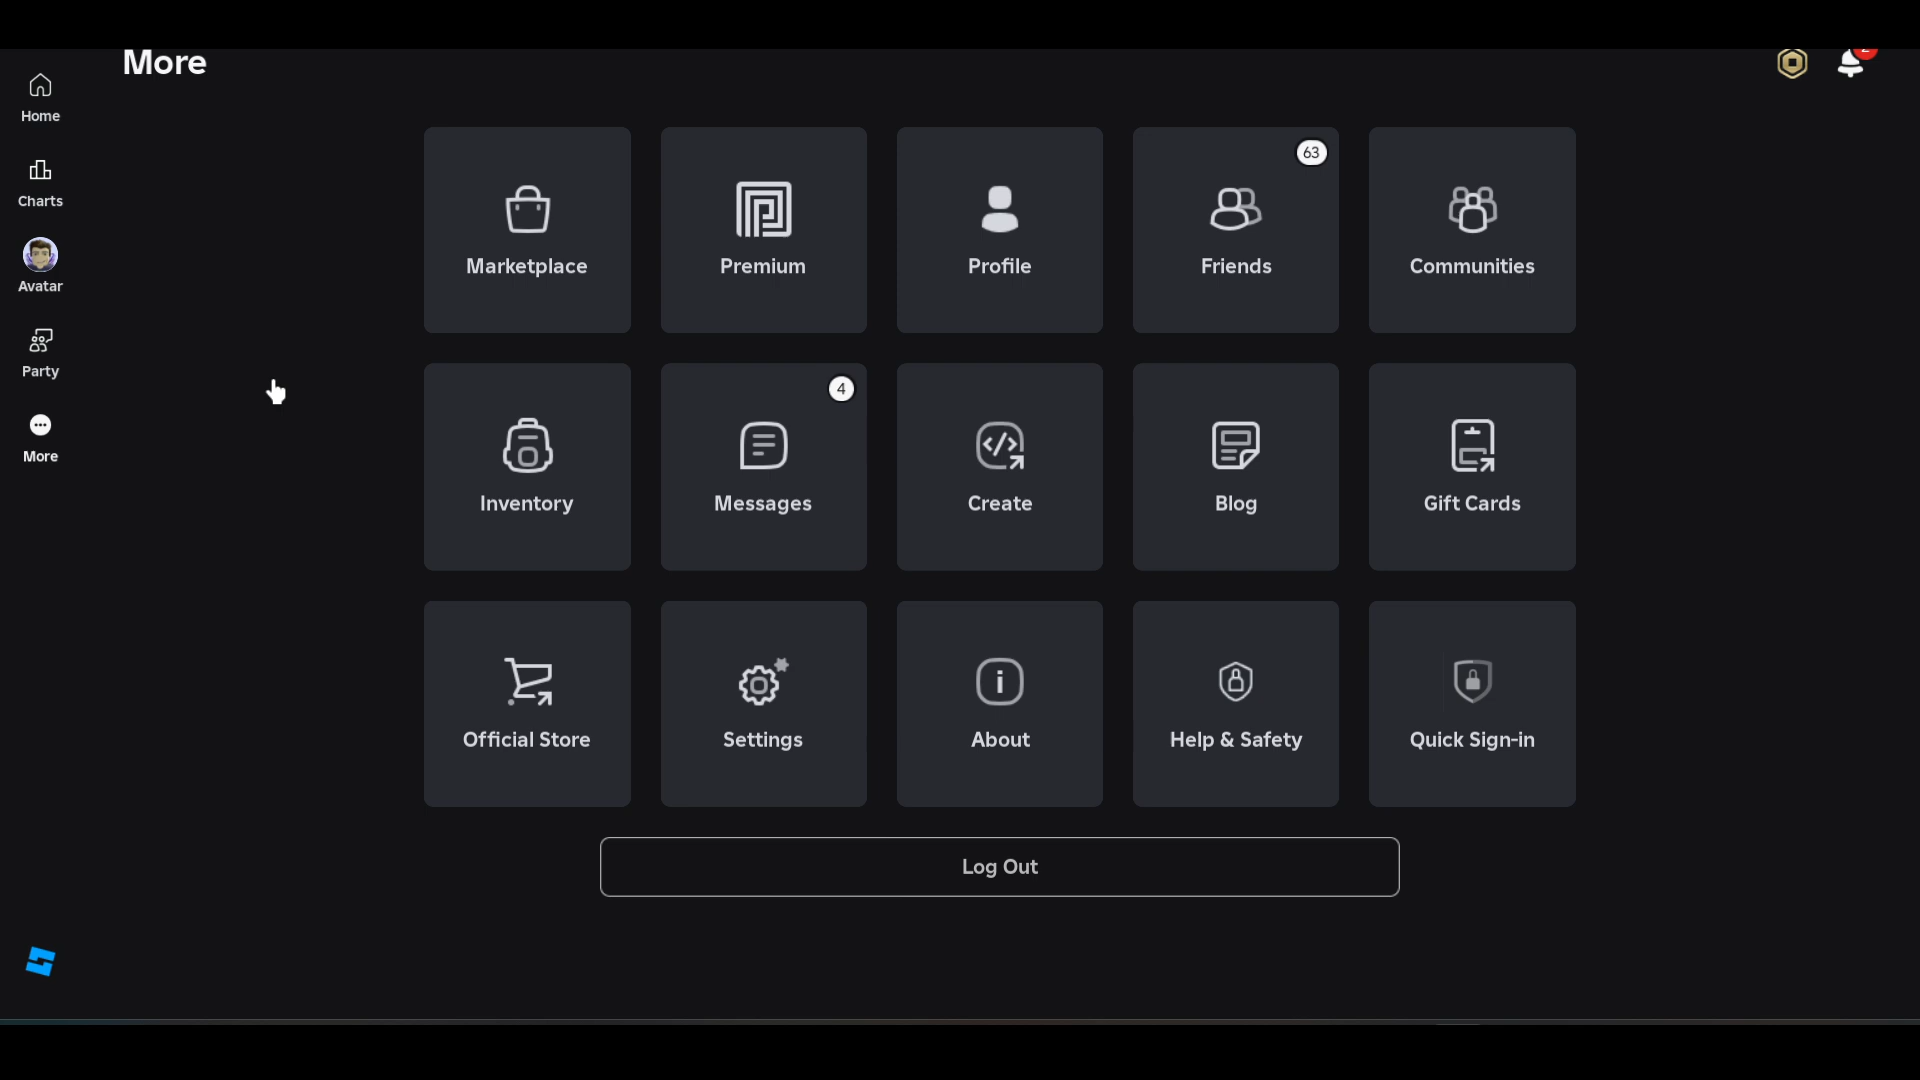 More
Home
Charts
Avatar
Party
More
Marketplace
Premium
Profile
63
Friends
Communities
Inventory
4
Messages
Create
Blog
Gift Cards
Official Store
Settings
About
Help & Safety
Quick Sign-in
Log Out